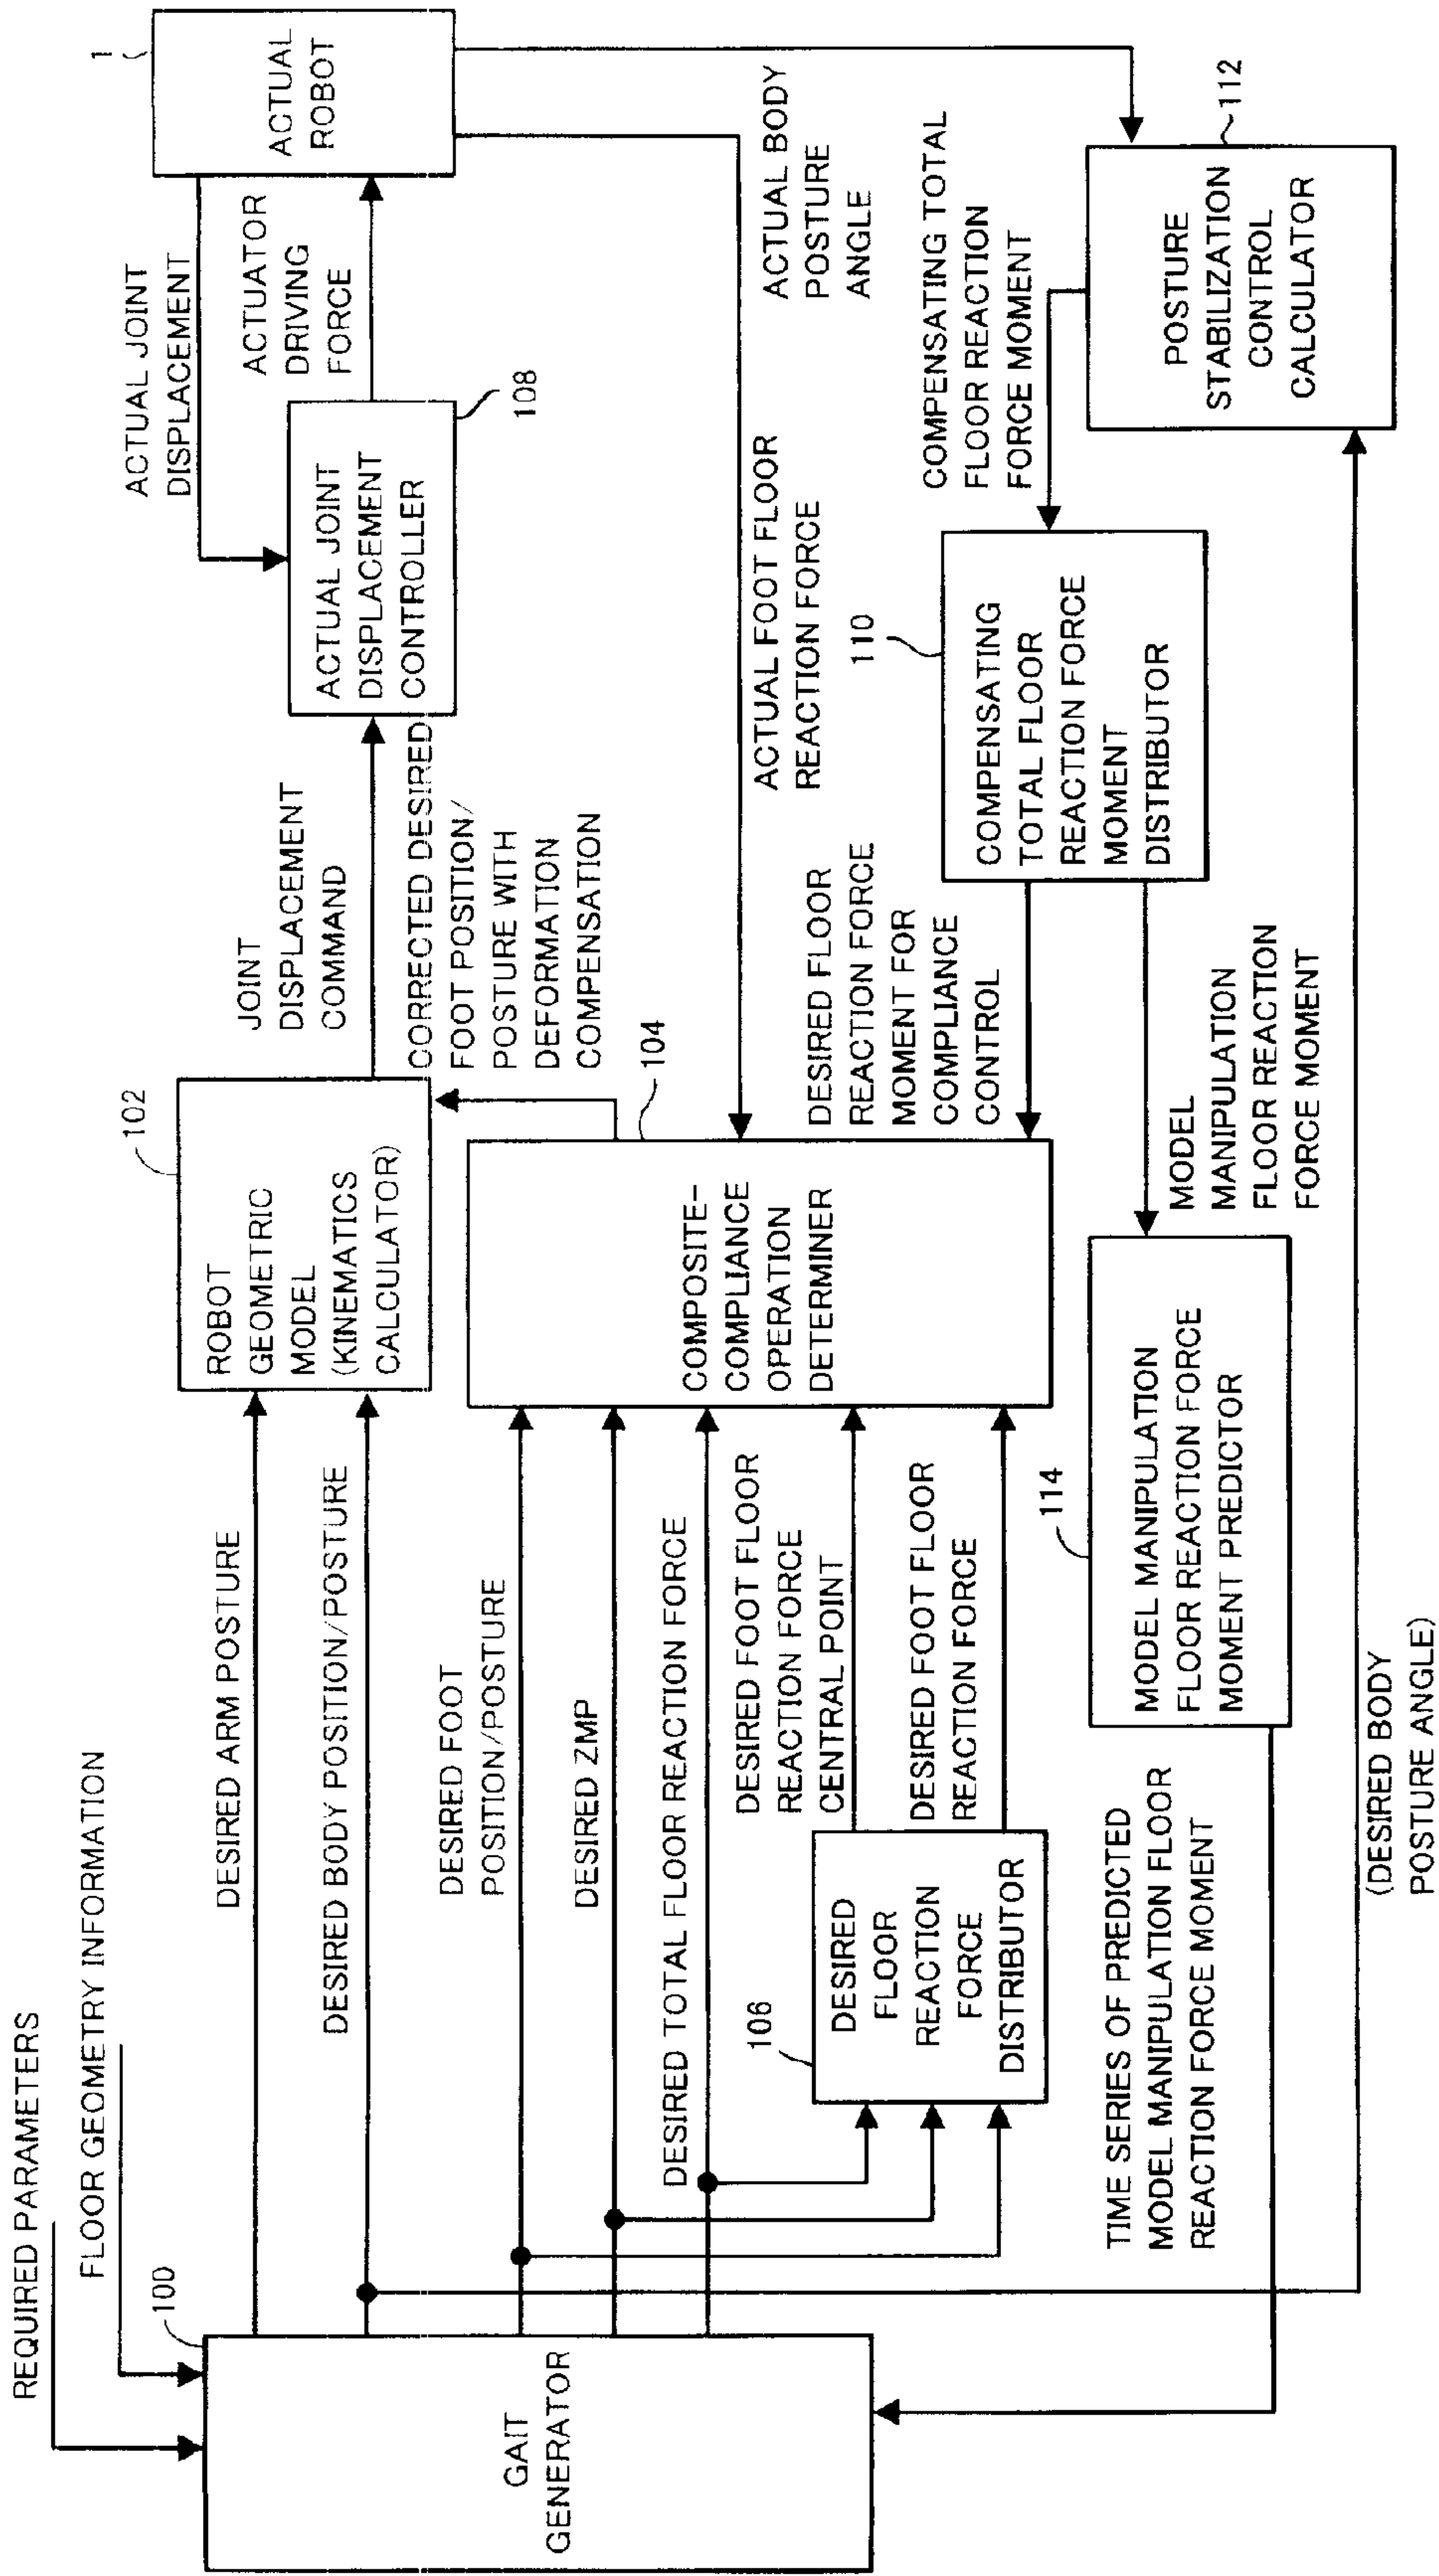 REQUIRED PARAMETERS
FLOOR GEOMETRY INFORMATION
100
GAIT
GENERATOR
DESIRED ARM POSTURE
DESIRED BODY POSITION/POSTURE
DESIRED FOOT
POSITION/POSTURE
DESIRED ZMP
DESIRED TOTAL FLOOR REACTION FORCE
106
DESIRED
FLOOR
REACTION
FORCE
DISTRIBUTOR
DESIRED FOOT FLOOR
REACTION FORCE
CENTRAL POINT
DESIRED FOOT FLOOR
REACTION FORCE
TIME SERIES OF PREDICTED
MODEL MANIPULATION FLOOR
REACTION FORCE MOMENT
(DESIRED BODY
POSTURE ANGLE)
102
ROBOT
GEOMETRIC
MODEL
(KINEMATICS
CALCULATOR)
104
COMPOSITE-
COMPLIANCE
OPERATION
DETERMINER
114
MODEL MANIPULATION
FLOOR REACTION FORCE
MOMENT PREDICTOR
JOINT
DISPLACEMENT
COMMAND
CORRECTED DESIRED
FOOT POSITION/
POSTURE WITH
DEFORMATION
COMPENSATION
DESIRED FLOOR
REACTION FORCE
MOMENT FOR
COMPLIANCE
CONTROL
MODEL
MANIPULATION
FLOOR REACTION
FORCE MOMENT
ACTUAL JOINT
DISPLACEMENT
CONTROLLER
108
ACTUAL FOOT FLOOR
REACTION FORCE
110
COMPENSATING
TOTAL FLOOR
REACTION FORCE
MOMENT
DISTRIBUTOR
ACTUAL JOINT
DISPLACEMENT
ACTUATOR
DRIVING
FORCE
1
ACTUAL
ROBOT
ACTUAL BODY
POSTURE
ANGLE
COMPENSATING TOTAL
FLOOR REACTION
FORCE MOMENT
112
POSTURE
STABILIZATION
CONTROL
CALCULATOR